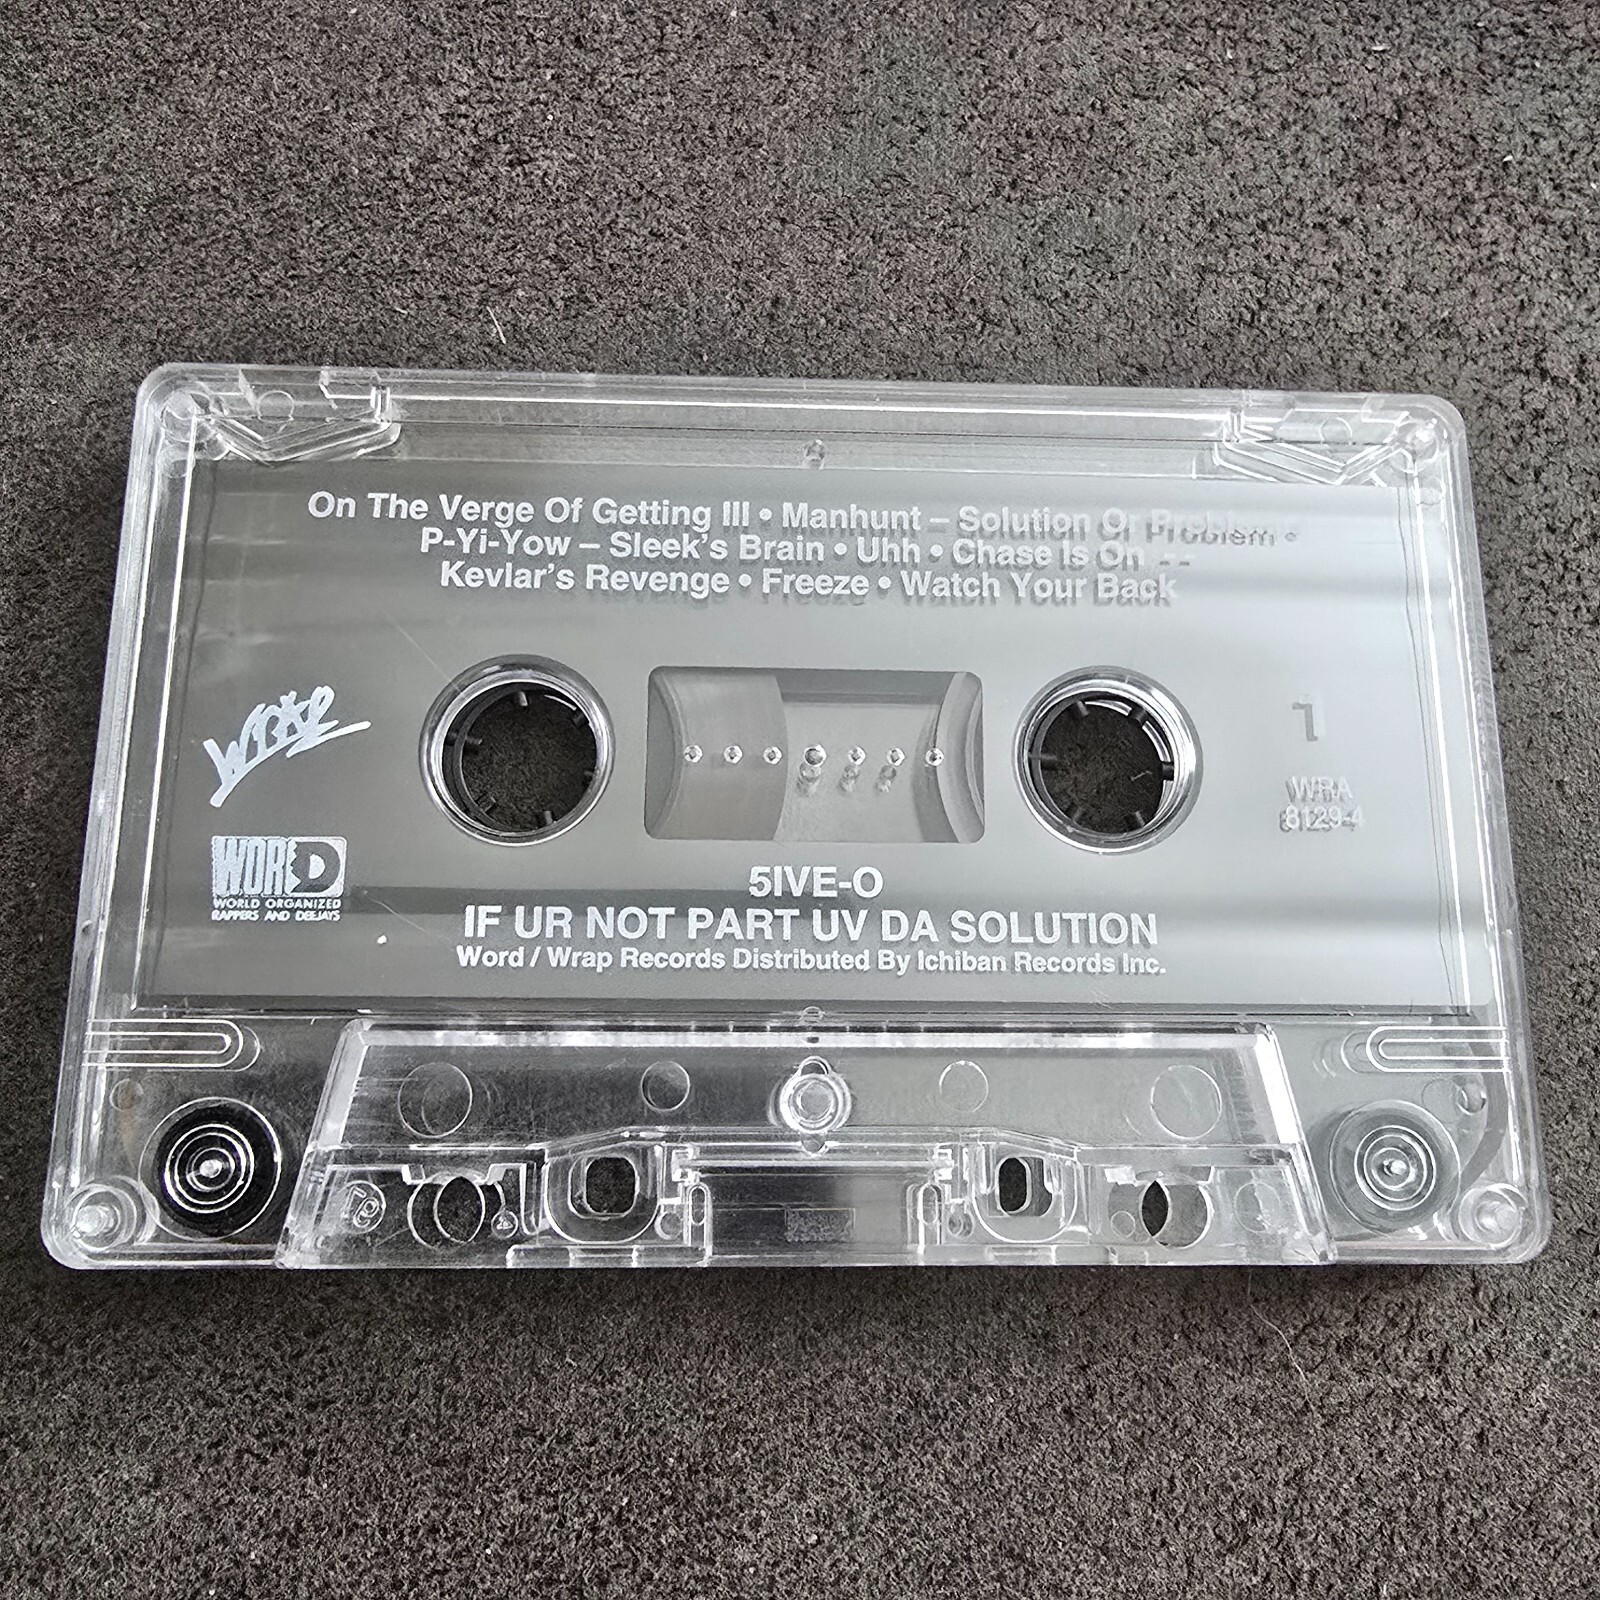 On The Verge Of Getting Ill • Manhunt – Solution Or Problem •
P-Yi-Yow – Sleek's Brain • Uhh • Chase Is On –
Kevlar's Revenge • Freeze • Watch Your Back
Wrap
1
WRA
8129-4
WORD
WORLD ORGANIZED
RAPPERS AND DEEJAYS
5IVE-O
IF UR NOT PART UV DA SOLUTION
Word / Wrap Records Distributed By Ichiban Records Inc.